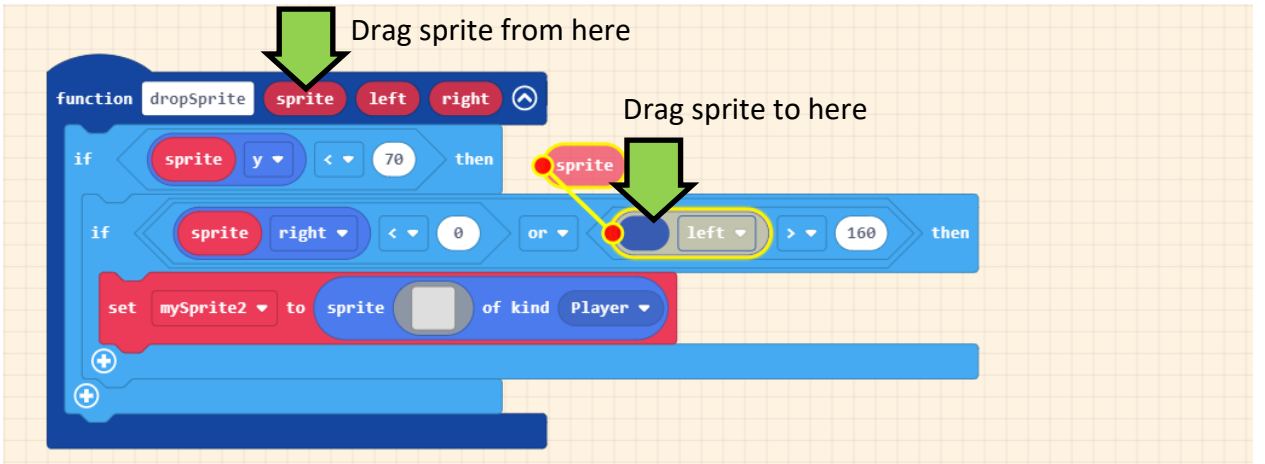 Drag sprite from here
function dropSprite sprite left right
Drag sprite to here
if sprite y < 70 then
sprite
if sprite right < 0 or left > 160 then
set mySprite2 to sprite of kind Player